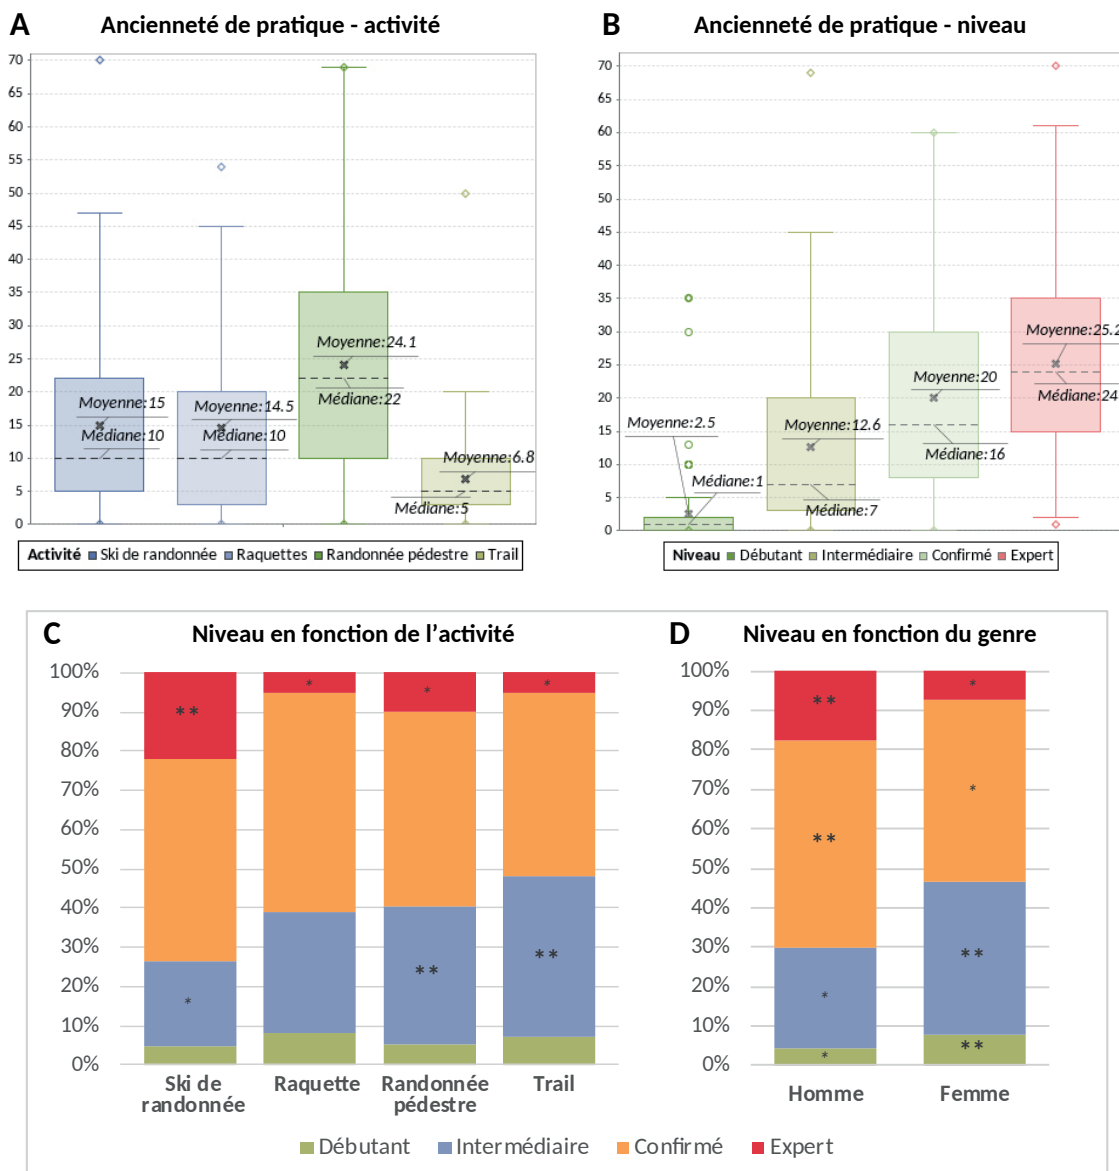 A
Ancienneté de pratique - activité
70
65
60
55
50
45
40
35
30
25
20
15
10
5
0
Moyenne:15
Médiane:10
Moyenne:14.5
Médiane:10
Moyenne:24.1
Médiane:22
Moyenne:6.8
Médiane:5
Activité Ski de randonnée Raquettes Randonnée pédestre Trail
B
Ancienneté de pratique - niveau
70
65
60
55
50
45
40
35
30
25
20
15
10
5
0
Moyenne:2.5
Médiane:1
Moyenne:12.6
Médiane:7
Moyenne:20
Médiane:16
Moyenne:25.2
Médiane:24
Niveau Débutant Intermédiaire Confirmé Expert
C
Niveau en fonction de l’activité
100%
90%
80%
70%
60%
50%
40%
30%
20%
10%
0%
**
*
*
*
*
**
**
Ski de
randonnée
Raquette
Randonnée
pédestre
Trail
D
Niveau en fonction du genre
100%
90%
80%
70%
60%
50%
40%
30%
20%
10%
0%
**
**
*
*
*
*
**
**
Homme
Femme
Débutant Intermédiaire Confirmé Expert